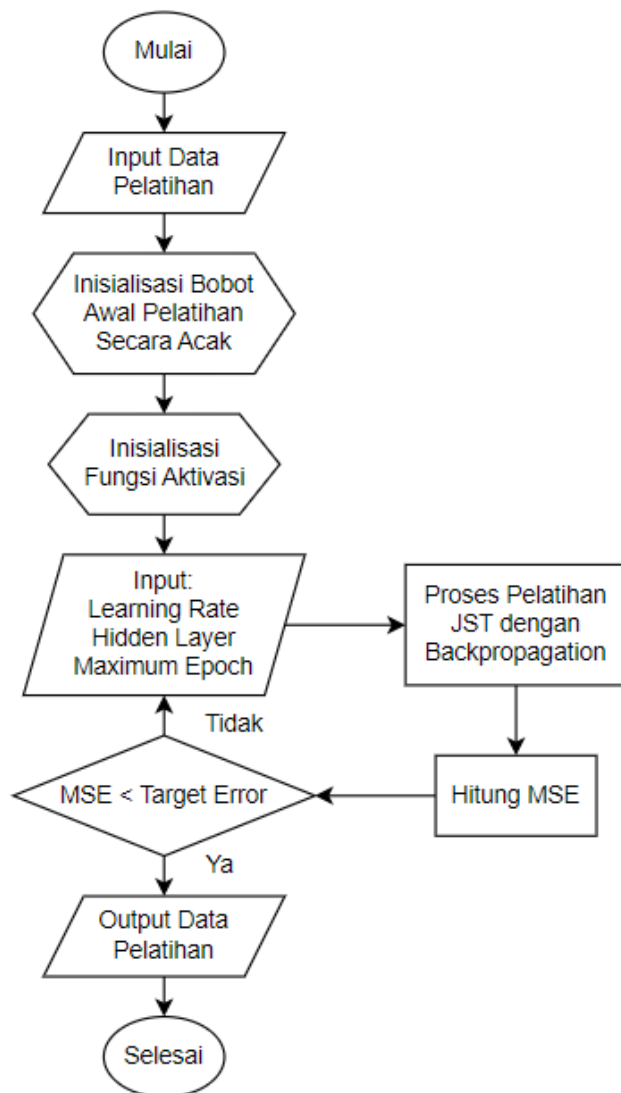 Mulai
Input Data
Pelatihan
Inisialisasi Bobot
Awal Pelatihan
Secara Acak
Inisialisasi
Fungsi Aktivasi
Input:
Learning Rate
Hidden Layer
Maximum Epoch
Proses Pelatihan
JST dengan
Backpropagation
Hitung MSE
MSE < Target Error
Tidak
Ya
Output Data
Pelatihan
Selesai